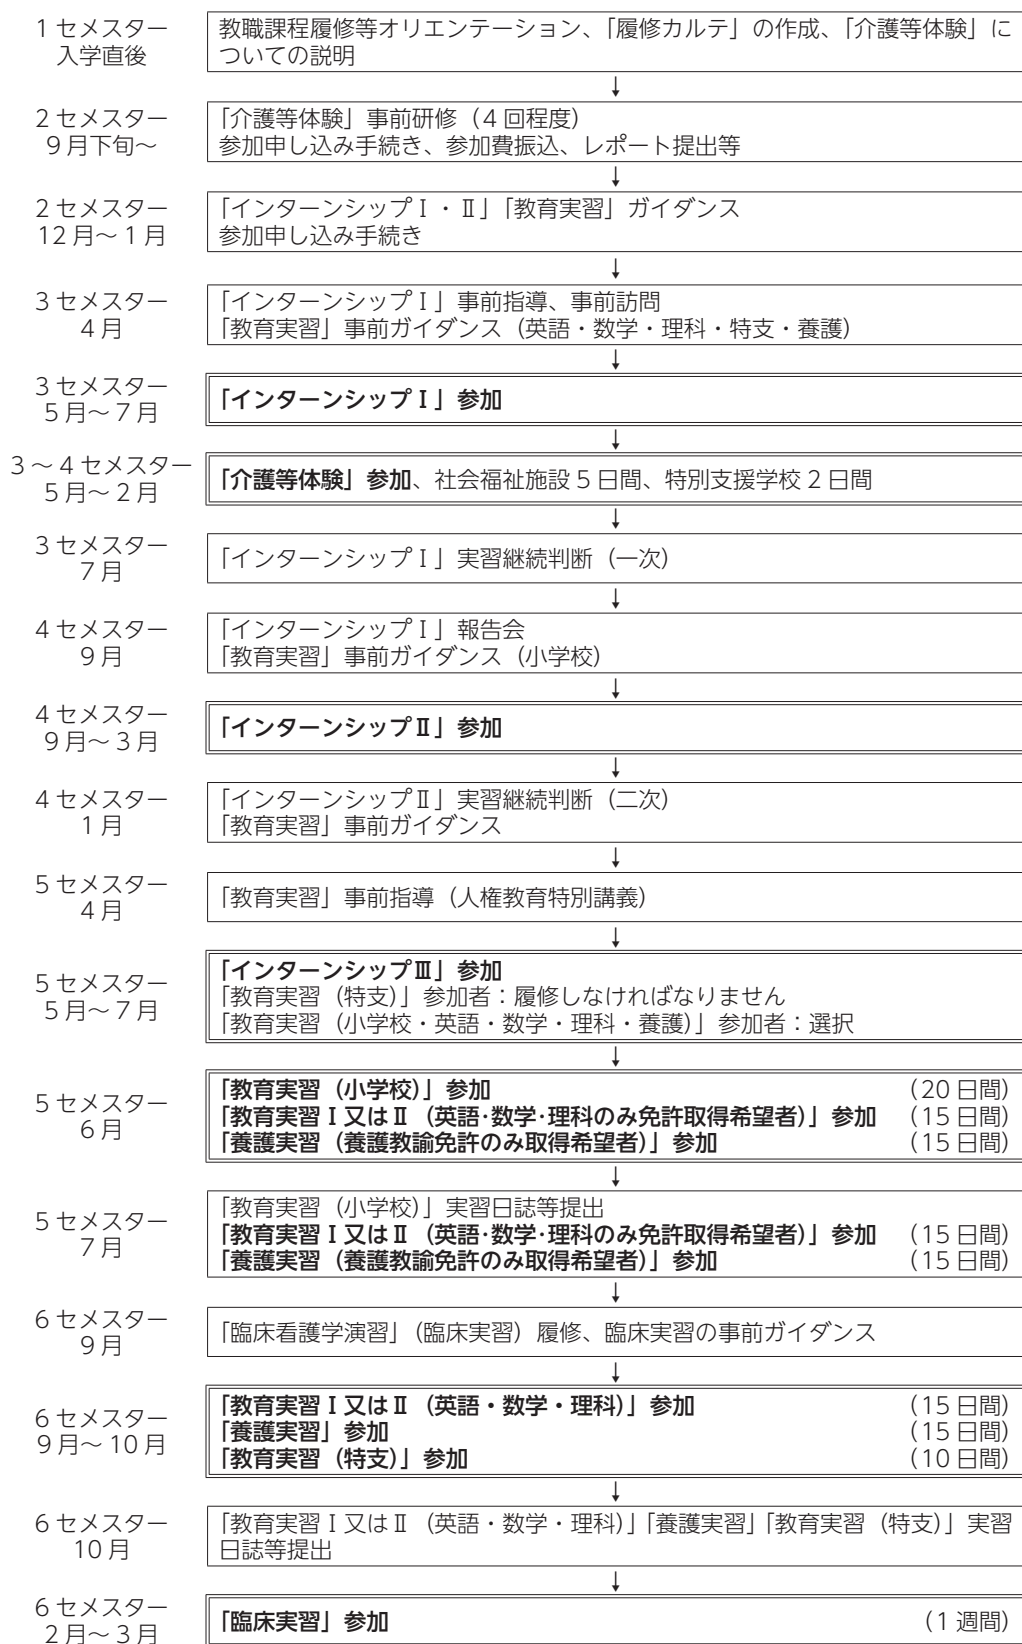 1セメスター
入学直後
教職課程履修等オリエンテーション、「履修カルテ」の作成、「介護等体験」に
ついての説明
↓
2セメスター
9月下旬～
「介護等体験」事前研修（4回程度）
参加申し込み手続き、参加費振込、レポート提出等
↓
2セメスター
12月～1月
「インターンシップⅠ・Ⅱ」「教育実習」ガイダンス
参加申し込み手続き
↓
3セメスター
4月
「インターンシップⅠ」事前指導、事前訪問
「教育実習」事前ガイダンス（英語・数学・理科・特支・養護）
↓
3セメスター
5月～7月
「インターンシップⅠ」参加
↓
3～4セメスター
5月～2月
「介護等体験」参加、社会福祉施設5日間、特別支援学校2日間
↓
3セメスター
7月
「インターンシップⅠ」実習継続判断（一次）
↓
4セメスター
9月
「インターンシップⅠ」報告会
「教育実習」事前ガイダンス（小学校）
↓
4セメスター
9月～3月
「インターンシップⅡ」参加
↓
4セメスター
1月
「インターンシップⅡ」実習継続判断（二次）
「教育実習」事前ガイダンス
↓
5セメスター
4月
「教育実習」事前指導（人権教育特別講義）
↓
5セメスター
5月～7月
「インターンシップⅢ」参加
「教育実習（特支）」参加者：履修しなければなりません
「教育実習（小学校・英語・数学・理科・養護）」参加者：選択
↓
5セメスター
6月
「教育実習（小学校）」参加（20日間）
「教育実習Ⅰ又はⅡ（英語･数学･理科のみ免許取得希望者）」参加（15日間）
「養護実習（養護教諭免許のみ取得希望者）」参加（15日間）
↓
5セメスター
7月
「教育実習（小学校）」実習日誌等提出
「教育実習Ⅰ又はⅡ（英語･数学･理科のみ免許取得希望者）」参加（15日間）
「養護実習（養護教諭免許のみ取得希望者）」参加（15日間）
↓
6セメスター
9月
「臨床看護学演習」（臨床実習）履修、臨床実習の事前ガイダンス
↓
6セメスター
9月～10月
「教育実習Ⅰ又はⅡ（英語・数学・理科）」参加（15日間）
「養護実習」参加（15日間）
「教育実習（特支）」参加（10日間）
↓
6セメスター
10月
「教育実習Ⅰ又はⅡ（英語・数学・理科）」「養護実習」「教育実習（特支）」実習
日誌等提出
↓
6セメスター
2月～3月
「臨床実習」参加（1週間）